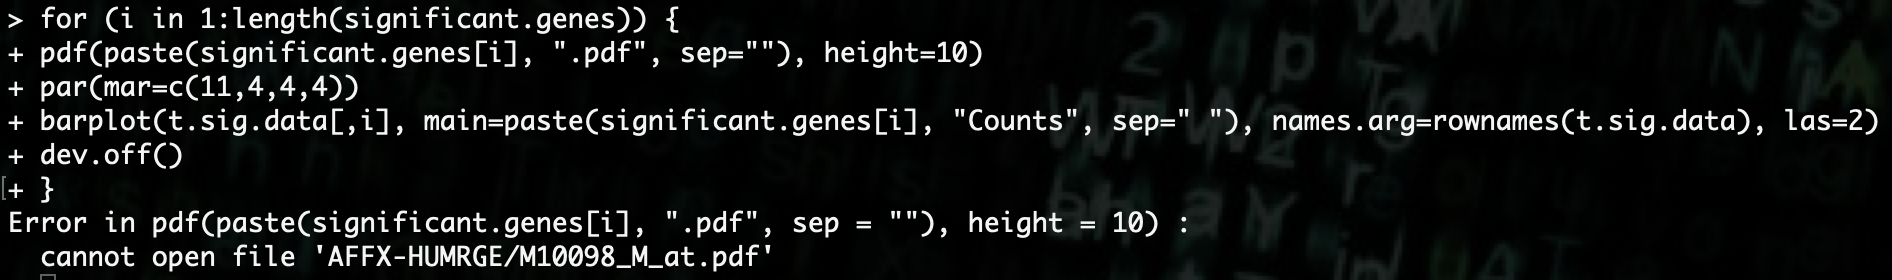 > for (i in 1:length(significant.genes)) {
+ pdf(paste(significant.genes[i], ".pdf", sep=""), height=10)
+ par(mar=c(11,4,4,4))
+ barplot(t.sig.data[,i], main=paste(significant.genes[i], "Counts", sep=" "), names.arg=rownames(t.sig.data), las=2)
+ dev.off()
[+ }
Error in pdf(paste(significant.genes[i], ".pdf", sep = ""), height = 10) :
  cannot open file 'AFFX-HUMRGE/M10098_M_at.pdf'